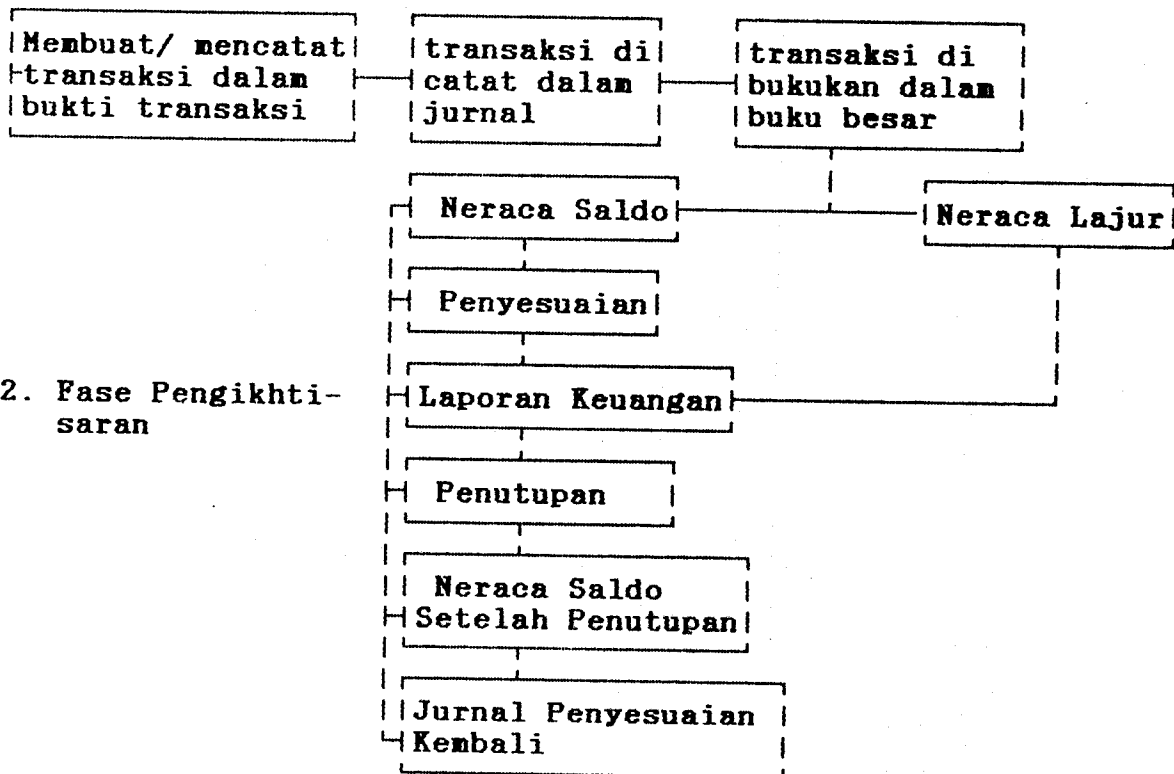 Membuat/ mencatat
transaksi dalam
bukti transaksi
transaksi di
catat dalam
jurnal
transaksi di
bukukan dalam
buku besar
Neraca Saldo
Neraca Lajur
Penyesuaian
2. Fase Pengikhti-
saran
Laporan Keuangan
Penutupan
Neraca Saldo
Setelah Penutupan
Jurnal Penyesuaian
Kembali